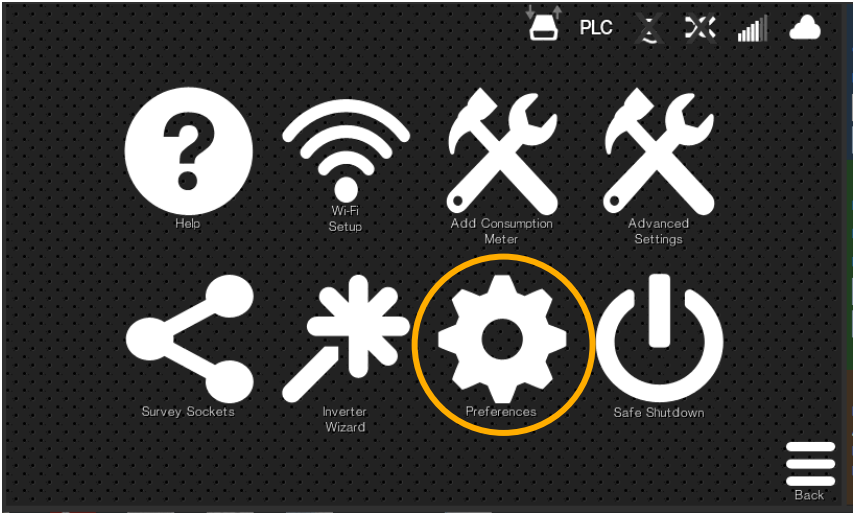 PLC
Help
Wi-Fi
Setup
Add Consumption
Meter
Advanced
Settings
Survey Sockets
Inverter
Wizard
Preferences
Safe Shutdown
Back